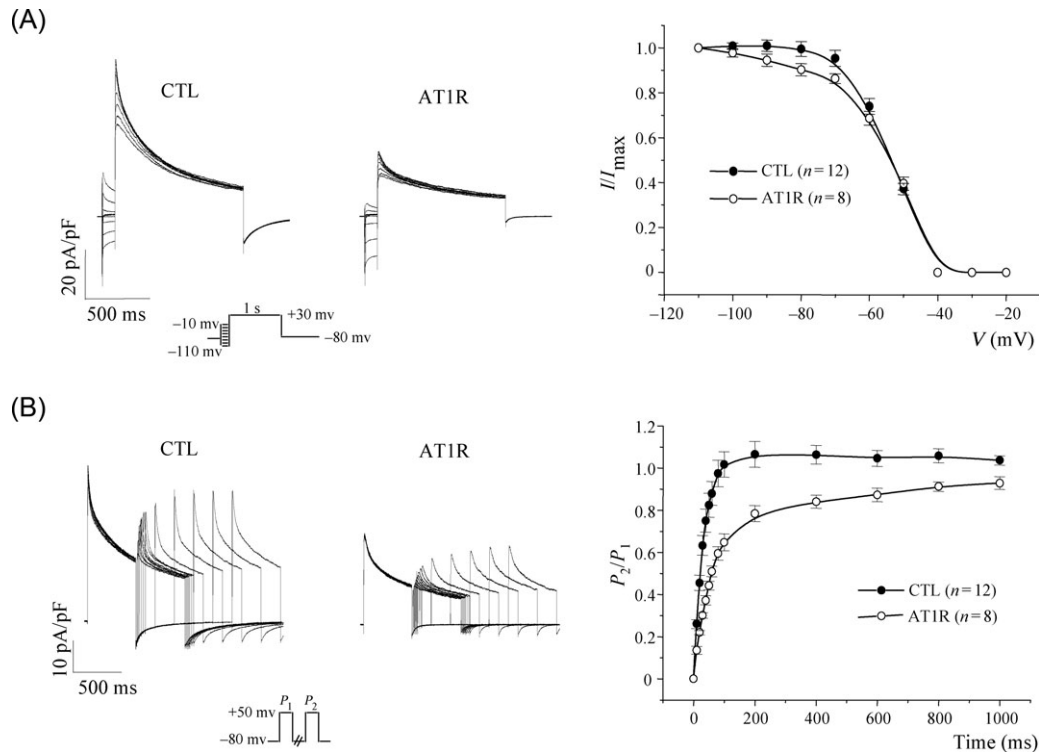 (A)
CTL
AT1R
20 pA/pF
500 ms
1 s
−10 mv
+30 mv
−110 mv
−80 mv
I/Imax
1.0
0.8
0.6
0.4
0.2
0
CTL (n=12)
AT1R (n=8)
−120 −100 −80 −60 −40 −20
V (mV)
(B)
CTL
AT1R
10 pA/pF
500 ms
P1 P2
+50 mv
−80 mv
P2/P1
1.2
1.0
0.8
0.6
0.4
0.2
0
CTL (n=12)
AT1R (n=8)
0 200 400 600 800 1000
Time (ms)